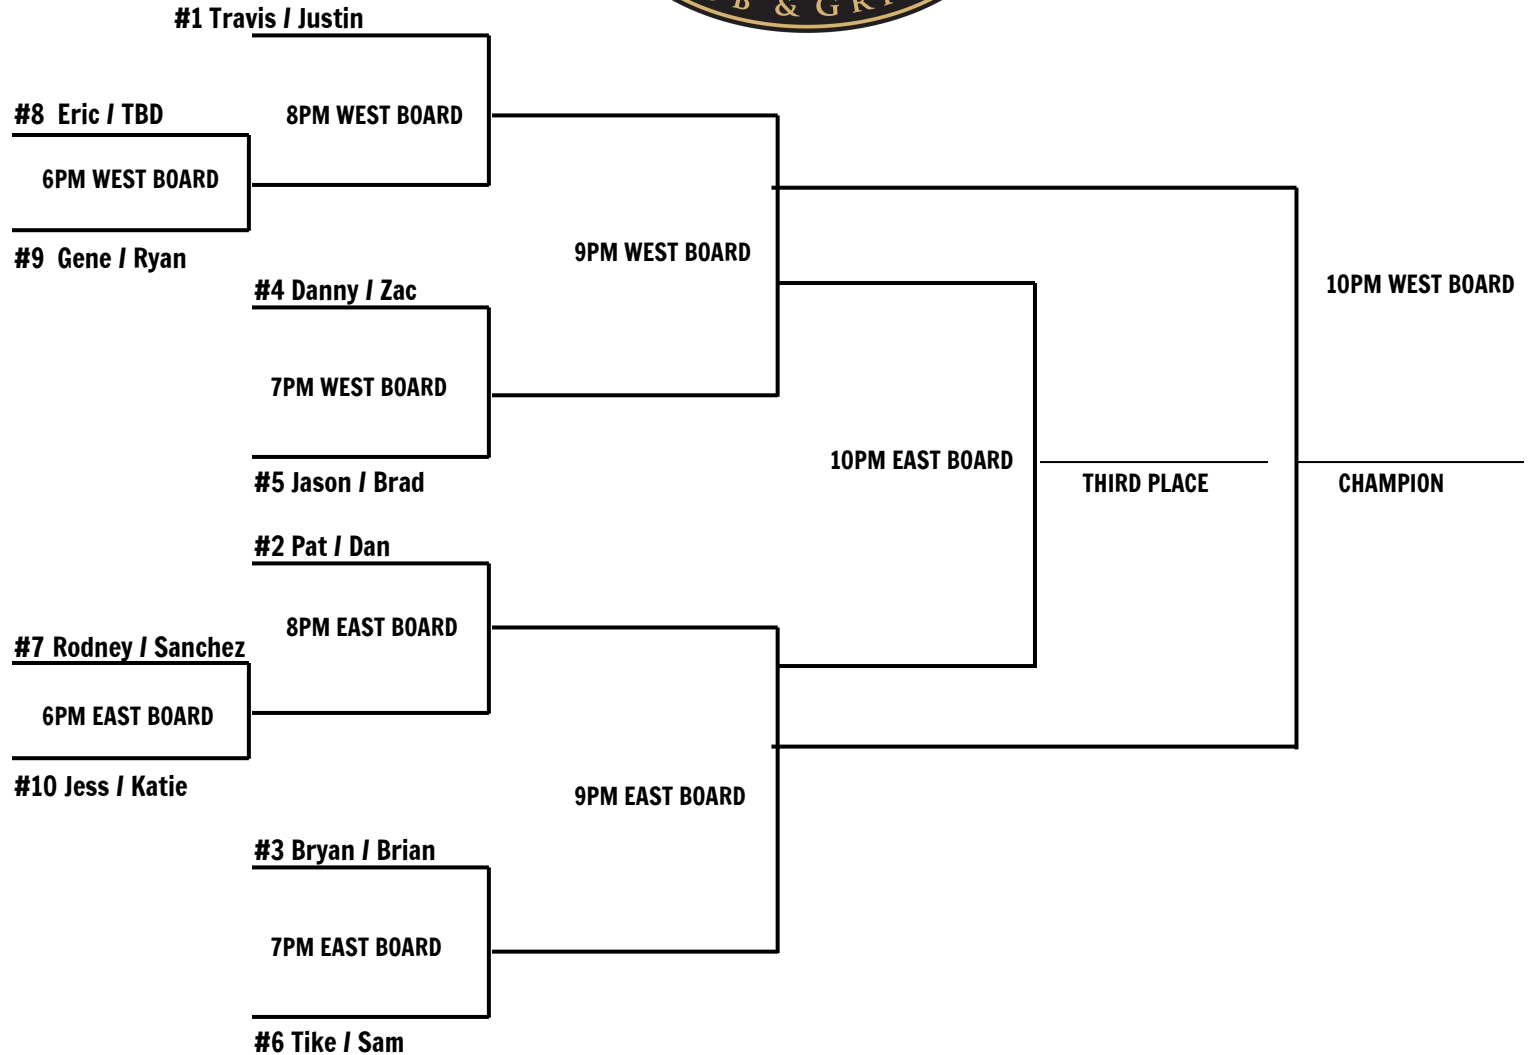 & GR
#1 Travis / Justin
#8 Eric / TBD
8PM WEST BOARD
6PM WEST BOARD
#9 Gene / Ryan
9PM WEST BOARD
10PM WEST BOARD
#4 Danny / Zac
7PM WEST BOARD
10PM EAST BOARD
#5 Jason / Brad
THIRD PLACE
CHAMPION
#2 Pat / Dan
8PM EAST BOARD
#7 Rodney / Sanchez
6PM EAST BOARD
#10 Jess / Katie
9PM EAST BOARD
#3 Bryan / Brian
7PM EAST BOARD
#6 Tike / Sam